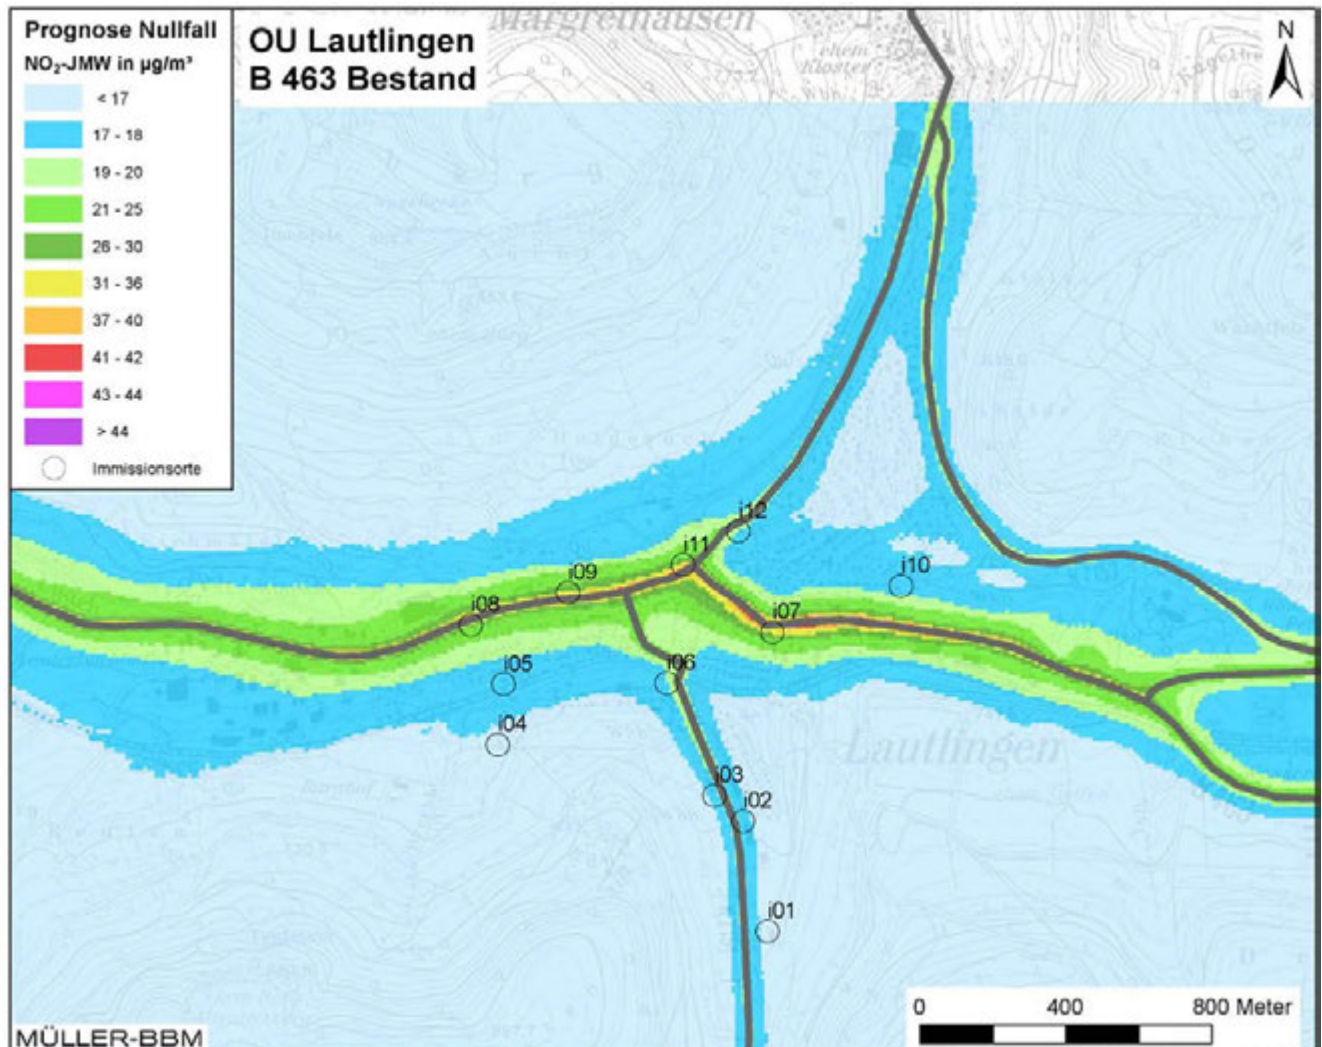 Prognose Nullfall
NO₂-JMW in µg/m³
< 17
17 - 18
19 - 20
21 - 25
26 - 30
31 - 36
37 - 40
41 - 42
43 - 44
> 44
Immissionsorte
OU Lautlingen
B 463 Bestand
Margrethausen
ehem
Kloster
N
i12
i11
i10
i09
i08
i07
i06
i05
i04
Lautlingen
i03
i02
i01
0 400 800 Meter
MÜLLER-BBM